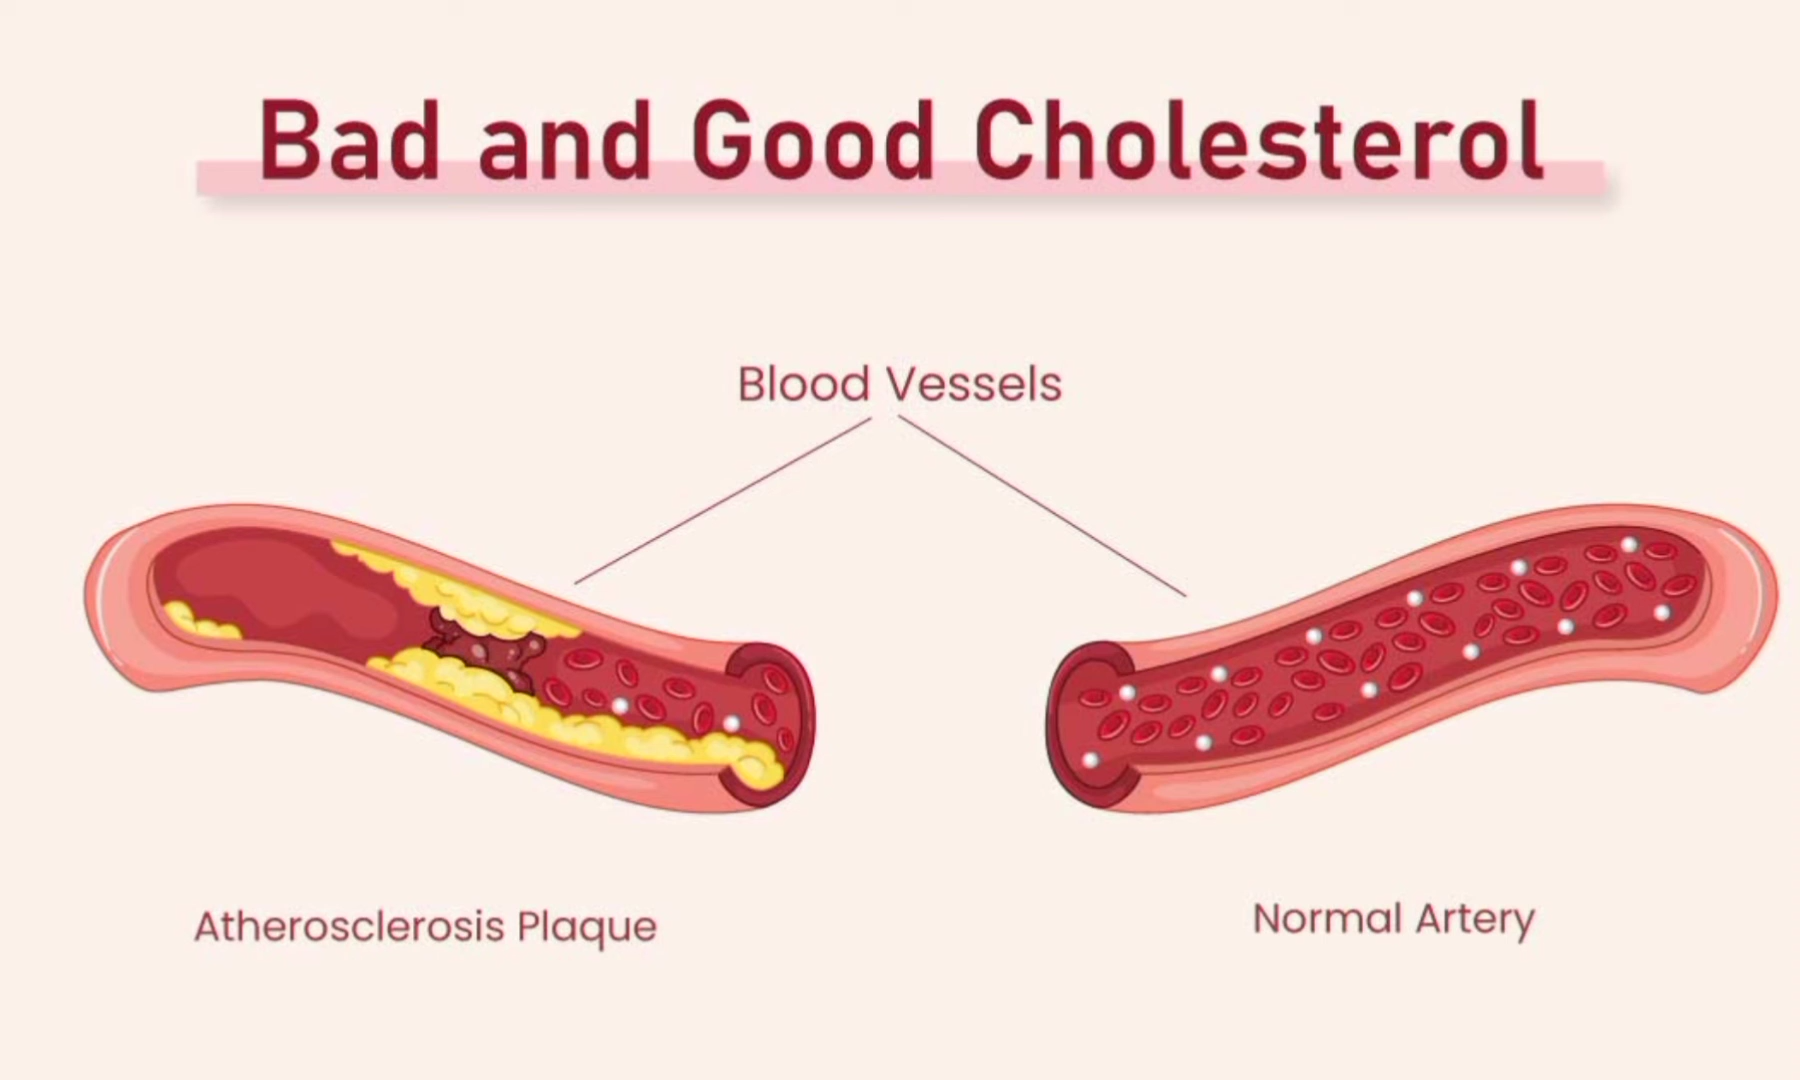 Bad and Good Cholesterol
Blood Vessels
Atherosclerosis Plaque
Normal Artery